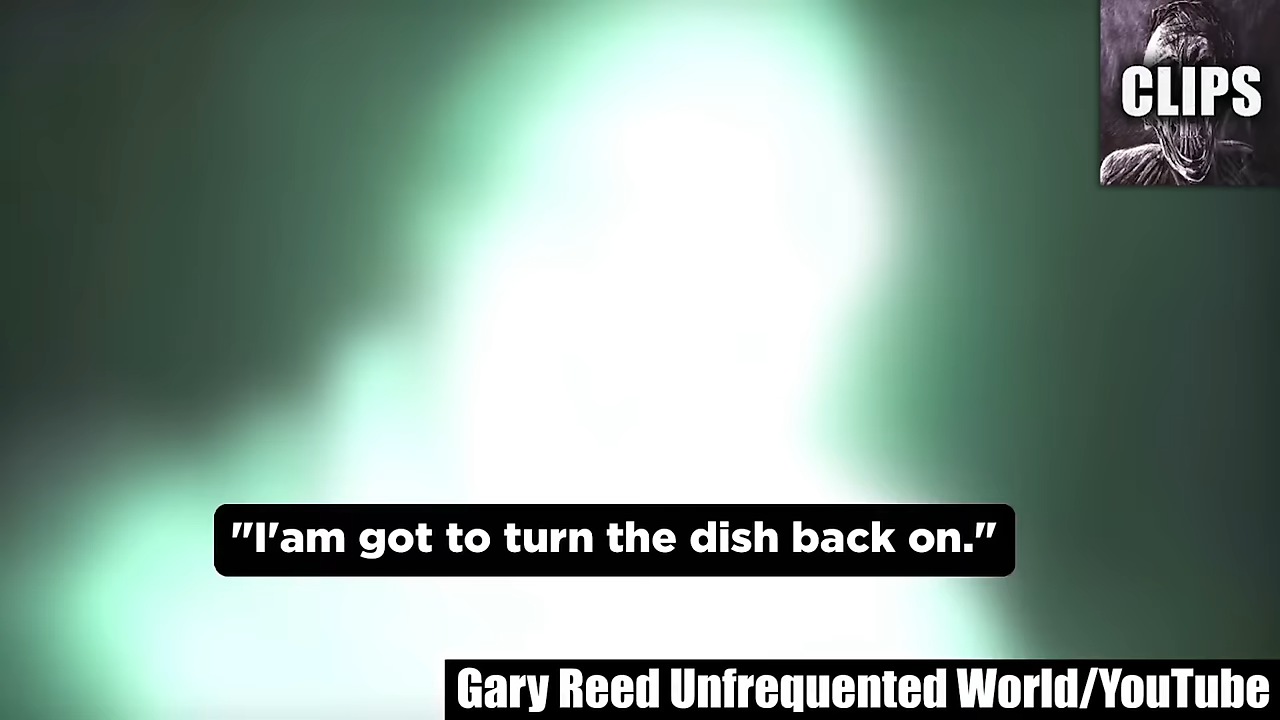 CLIPS
"I'am got to turn the dish back on."
Gary Reed Unfrequented World/YouTube